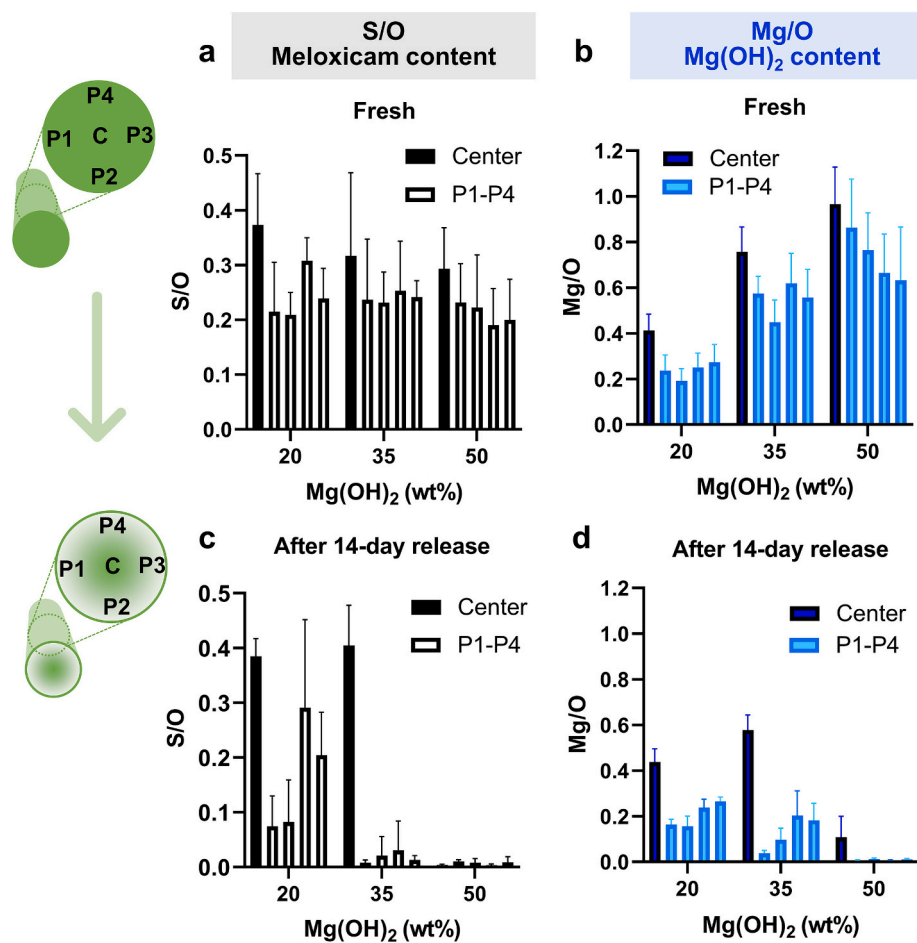 a
S/O
Meloxicam content
b
Mg/O
Mg(OH)₂ content
P4
P1 C P3
P2
Fresh
0.5
0.4
0.3
0.2
0.1
0.0
S/O
Center
P1-P4
20 35 50
Mg(OH)₂ (wt%)
Fresh
1.2
1.0
0.8
0.6
0.4
0.2
0.0
Mg/O
Center
P1-P4
20 35 50
Mg(OH)₂ (wt%)
P4
P1 C P3
P2
c
After 14-day release
0.5
0.4
0.3
0.2
0.1
0.0
S/O
Center
P1-P4
20 35 50
Mg(OH)₂ (wt%)
d
After 14-day release
1.2
1.0
0.8
0.6
0.4
0.2
0.0
Mg/O
Center
P1-P4
20 35 50
Mg(OH)₂ (wt%)